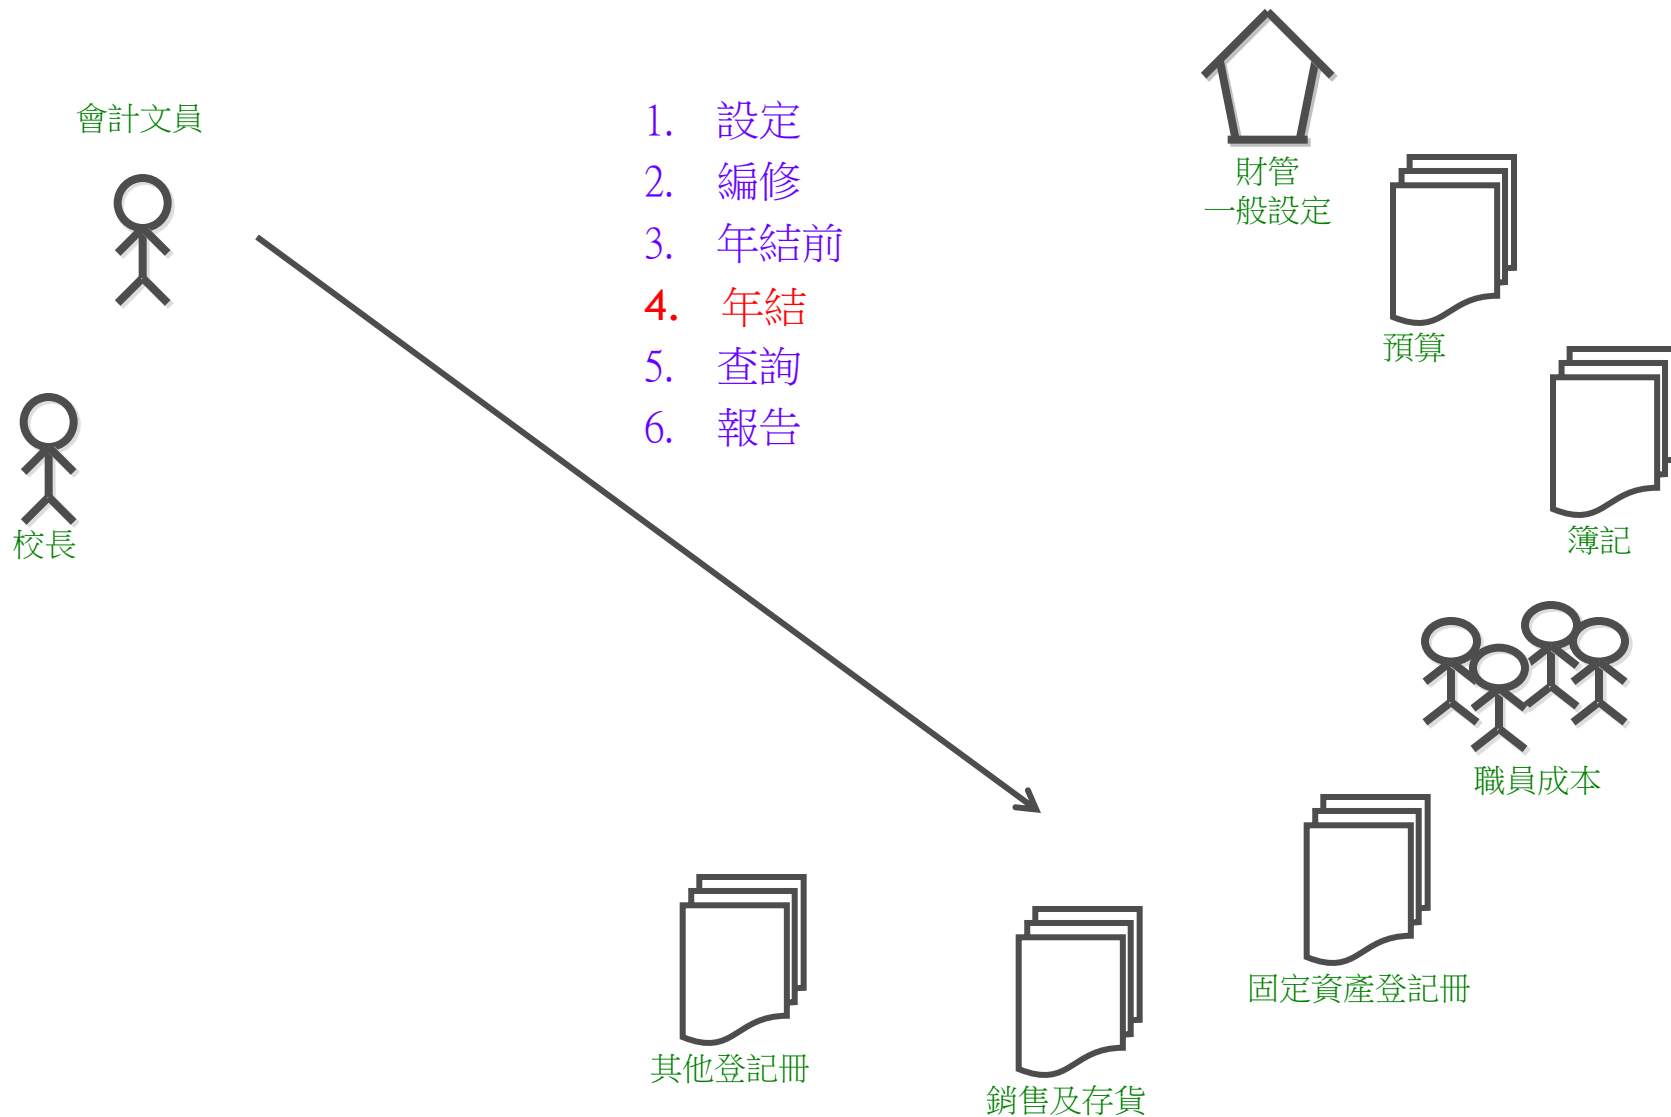 會計文員
校長
1. 設定
2. 編修
3. 年結前
4. 年結
5. 查詢
6. 報告
財管
一般設定
預算
簿記
職員成本
固定資產登記冊
銷售及存貨
其他登記冊